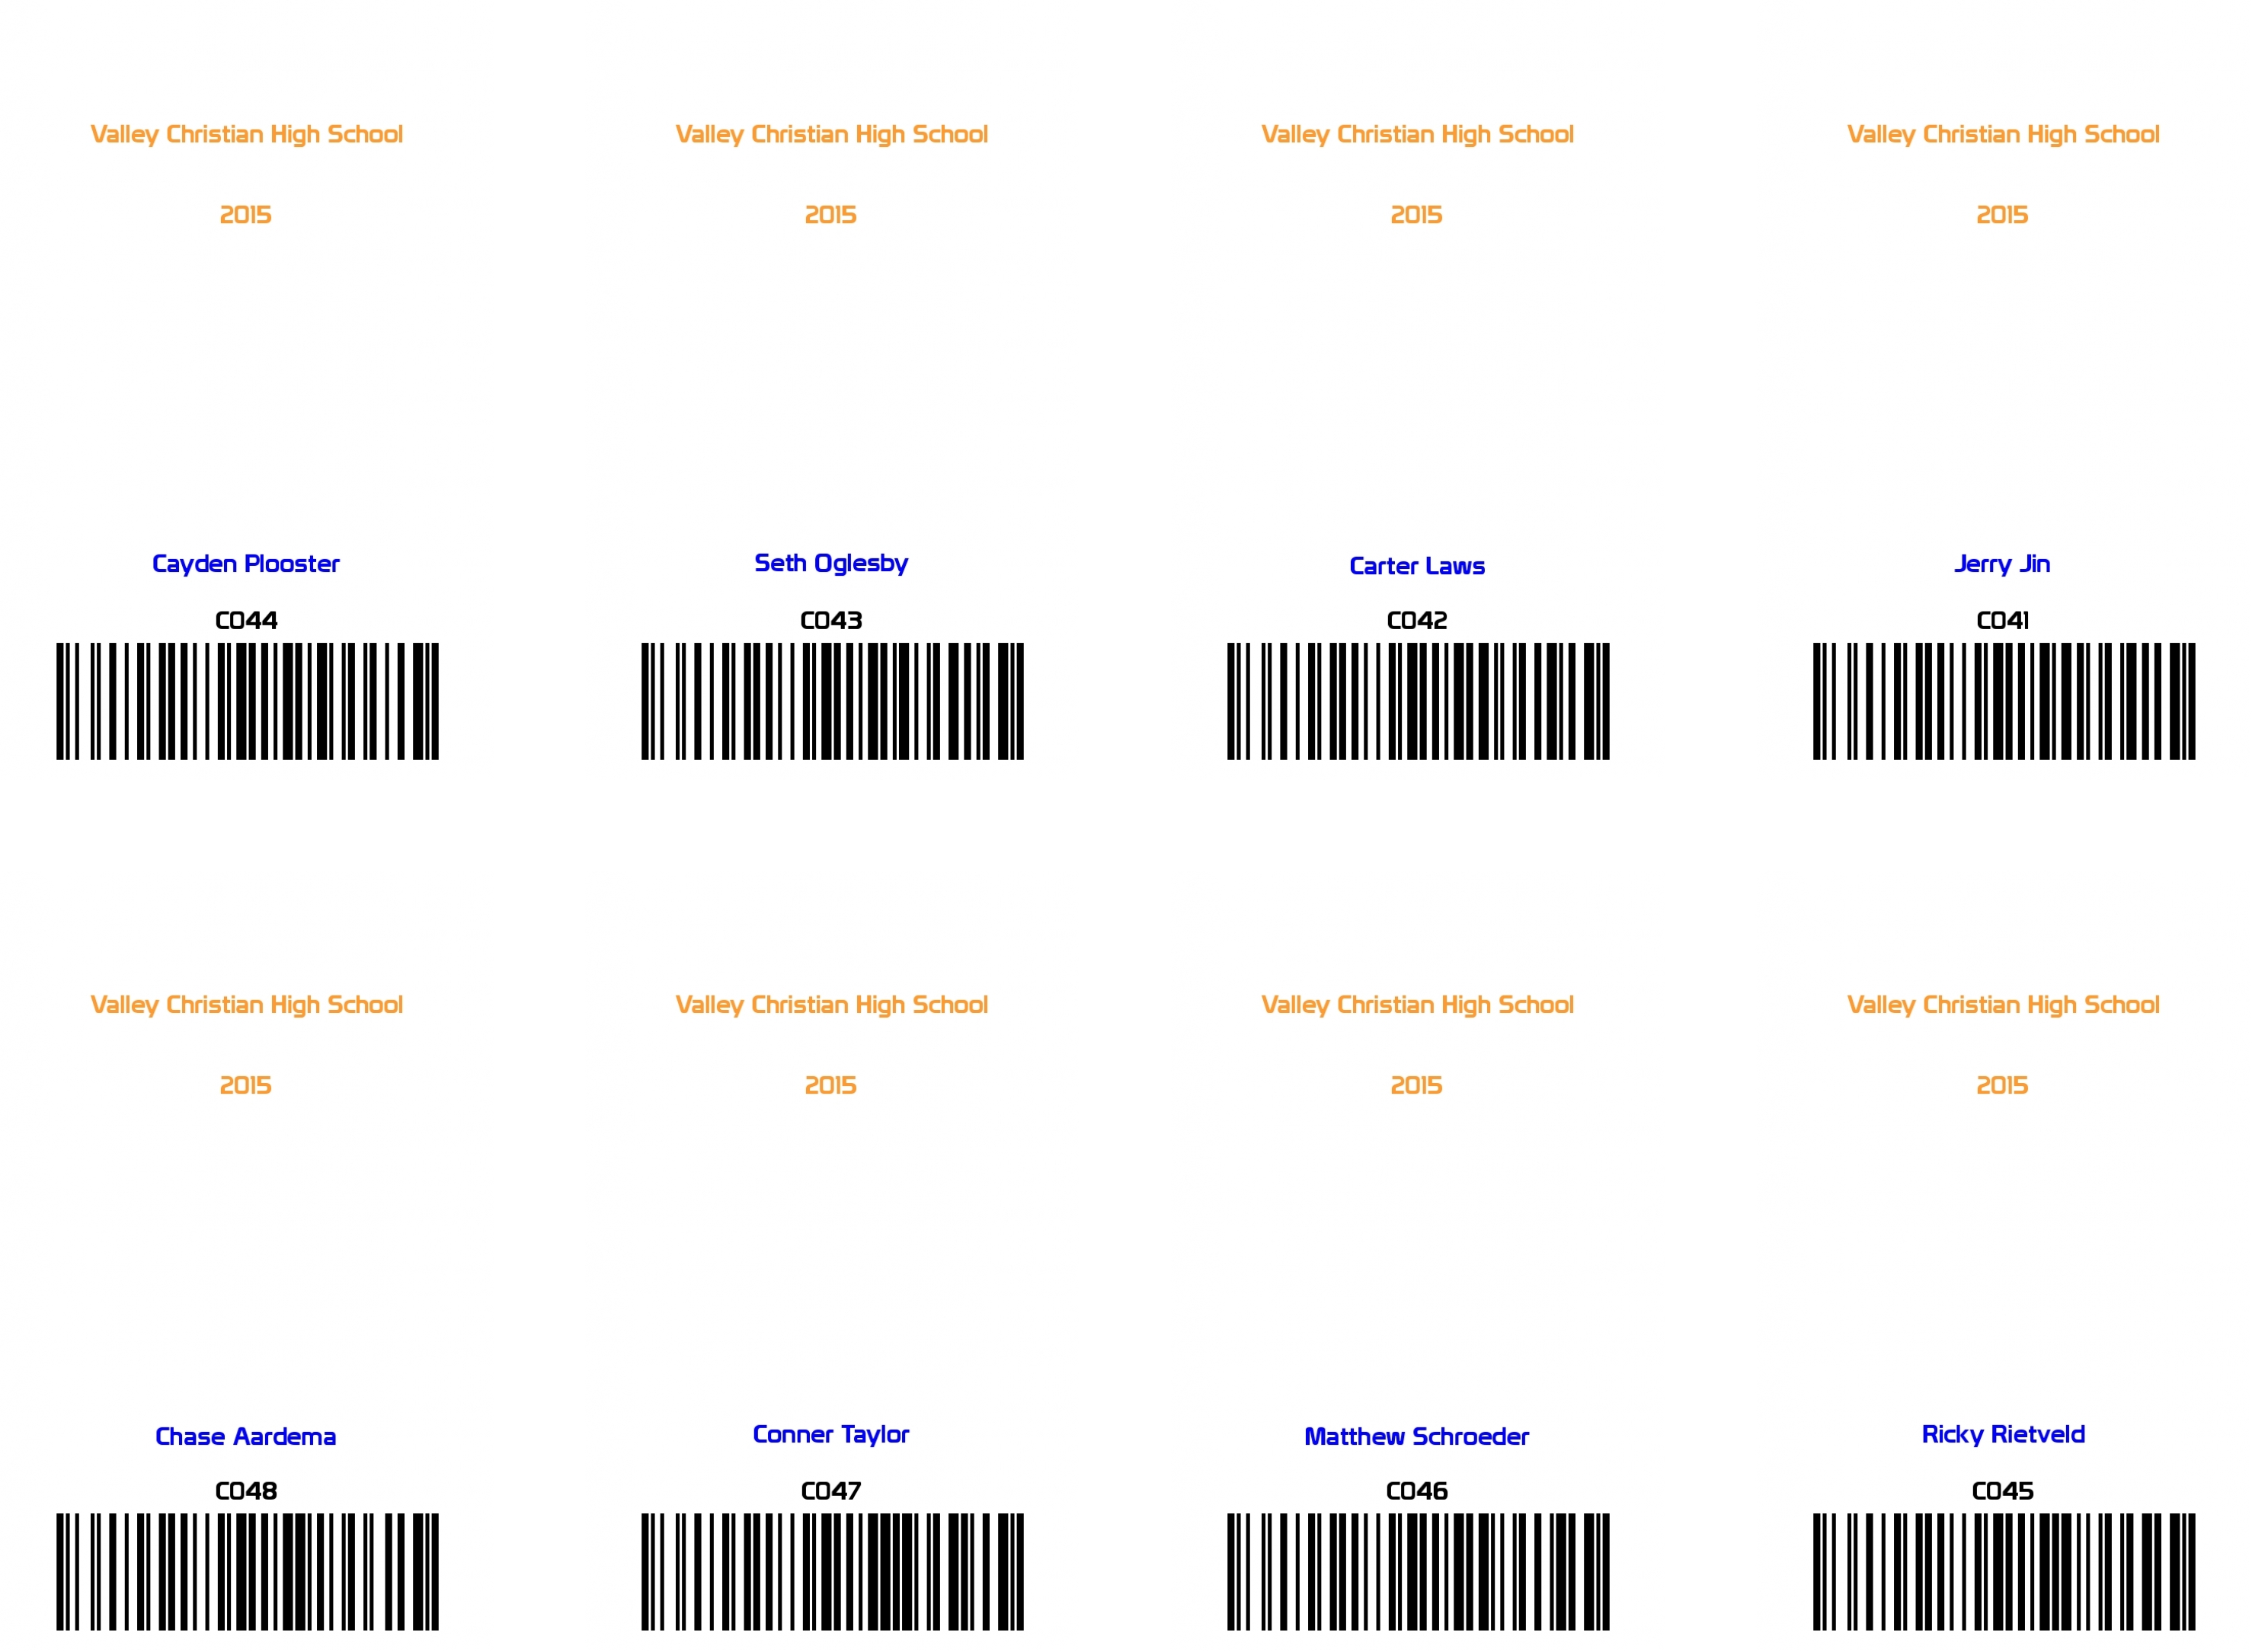 Valley Christian High School
2015
Cayden Plooster
C044
Valley Christian High School
2015
Seth Oglesby
C043
Valley Christian High School
2015
Carter Laws
C042
Valley Christian High School
2015
Jerry Jin
C041
Valley Christian High School
2015
Chase Aardema
C048
Valley Christian High School
2015
Conner Taylor
C047
Valley Christian High School
2015
Matthew Schroeder
C046
Valley Christian High School
2015
Ricky Rietveld
C045